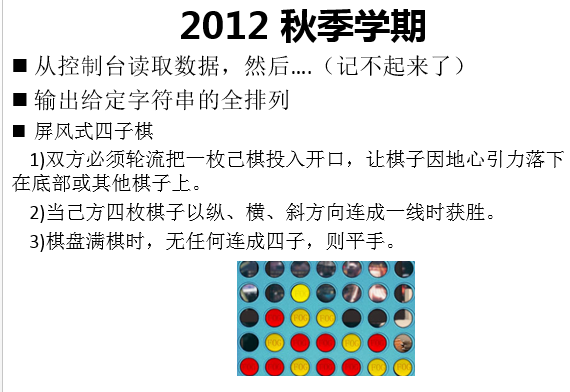 2012 秋季学期
■ 从控制台读取数据，然后....（记不起来了）
■ 输出给定字符串的全排列
■ 屏风式四子棋
1)双方必须轮流把一枚己棋投入开口，让棋子因地心引力落下
在底部或其他棋子上。
2)当己方四枚棋子以纵、横、斜方向连成一线时获胜。
3)棋盘满棋时，无任何连成四子，则平手。